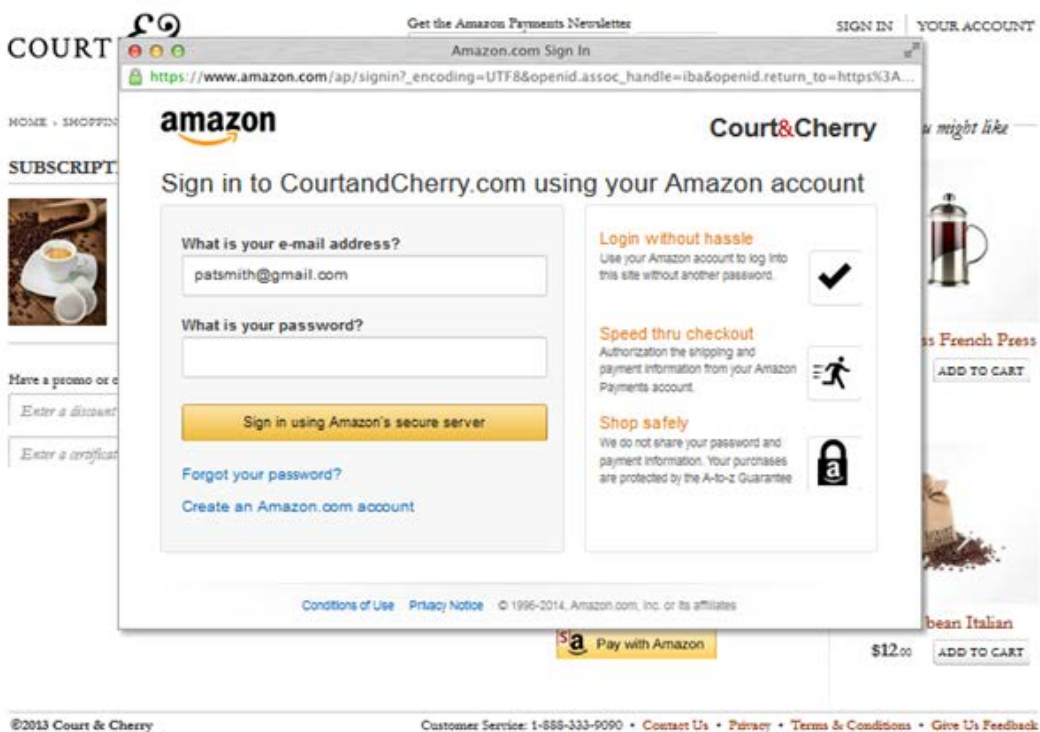 Get the Amazon Payments Newsletter
SIGN IN YOUR ACCOUNT
COURT
Amazon.com Sign In
https://www.amazon.com/ap/signin?_encoding=UTF8&openid.assoc_handle=iba&openid.return_to=https%3A...
HOME › SHOPPIN
u might like
SUBSCRIPT
amazon
Court&Cherry
Sign in to CourtandCherry.com using your Amazon account
What is your e-mail address?
patsmith@gmail.com
What is your password?
Sign in using Amazon's secure server
Forgot your password?
Create an Amazon.com account
Login without hassle
Use your Amazon account to log into
this site without another password.
Speed thru checkout
Authorization the shipping and
payment information from your Amazon
Payments account.
Shop safely
We do not share your password and
payment information. Your purchases
are protected by the A-to-z Guarantee
a
Conditions of Use Privacy Notice © 1996-2014, Amazon.com, Inc. or its affiliates
Have a promo or
Enter a discount
Enter a certificat
ss French Press
ADD TO CART
bean Italian
$12.00 ADD TO CART
a Pay with Amazon
©2013 Court & Cherry
Customer Service: 1-888-333-9090 • Contact Us • Privacy • Terms & Conditions • Give Us Feedback